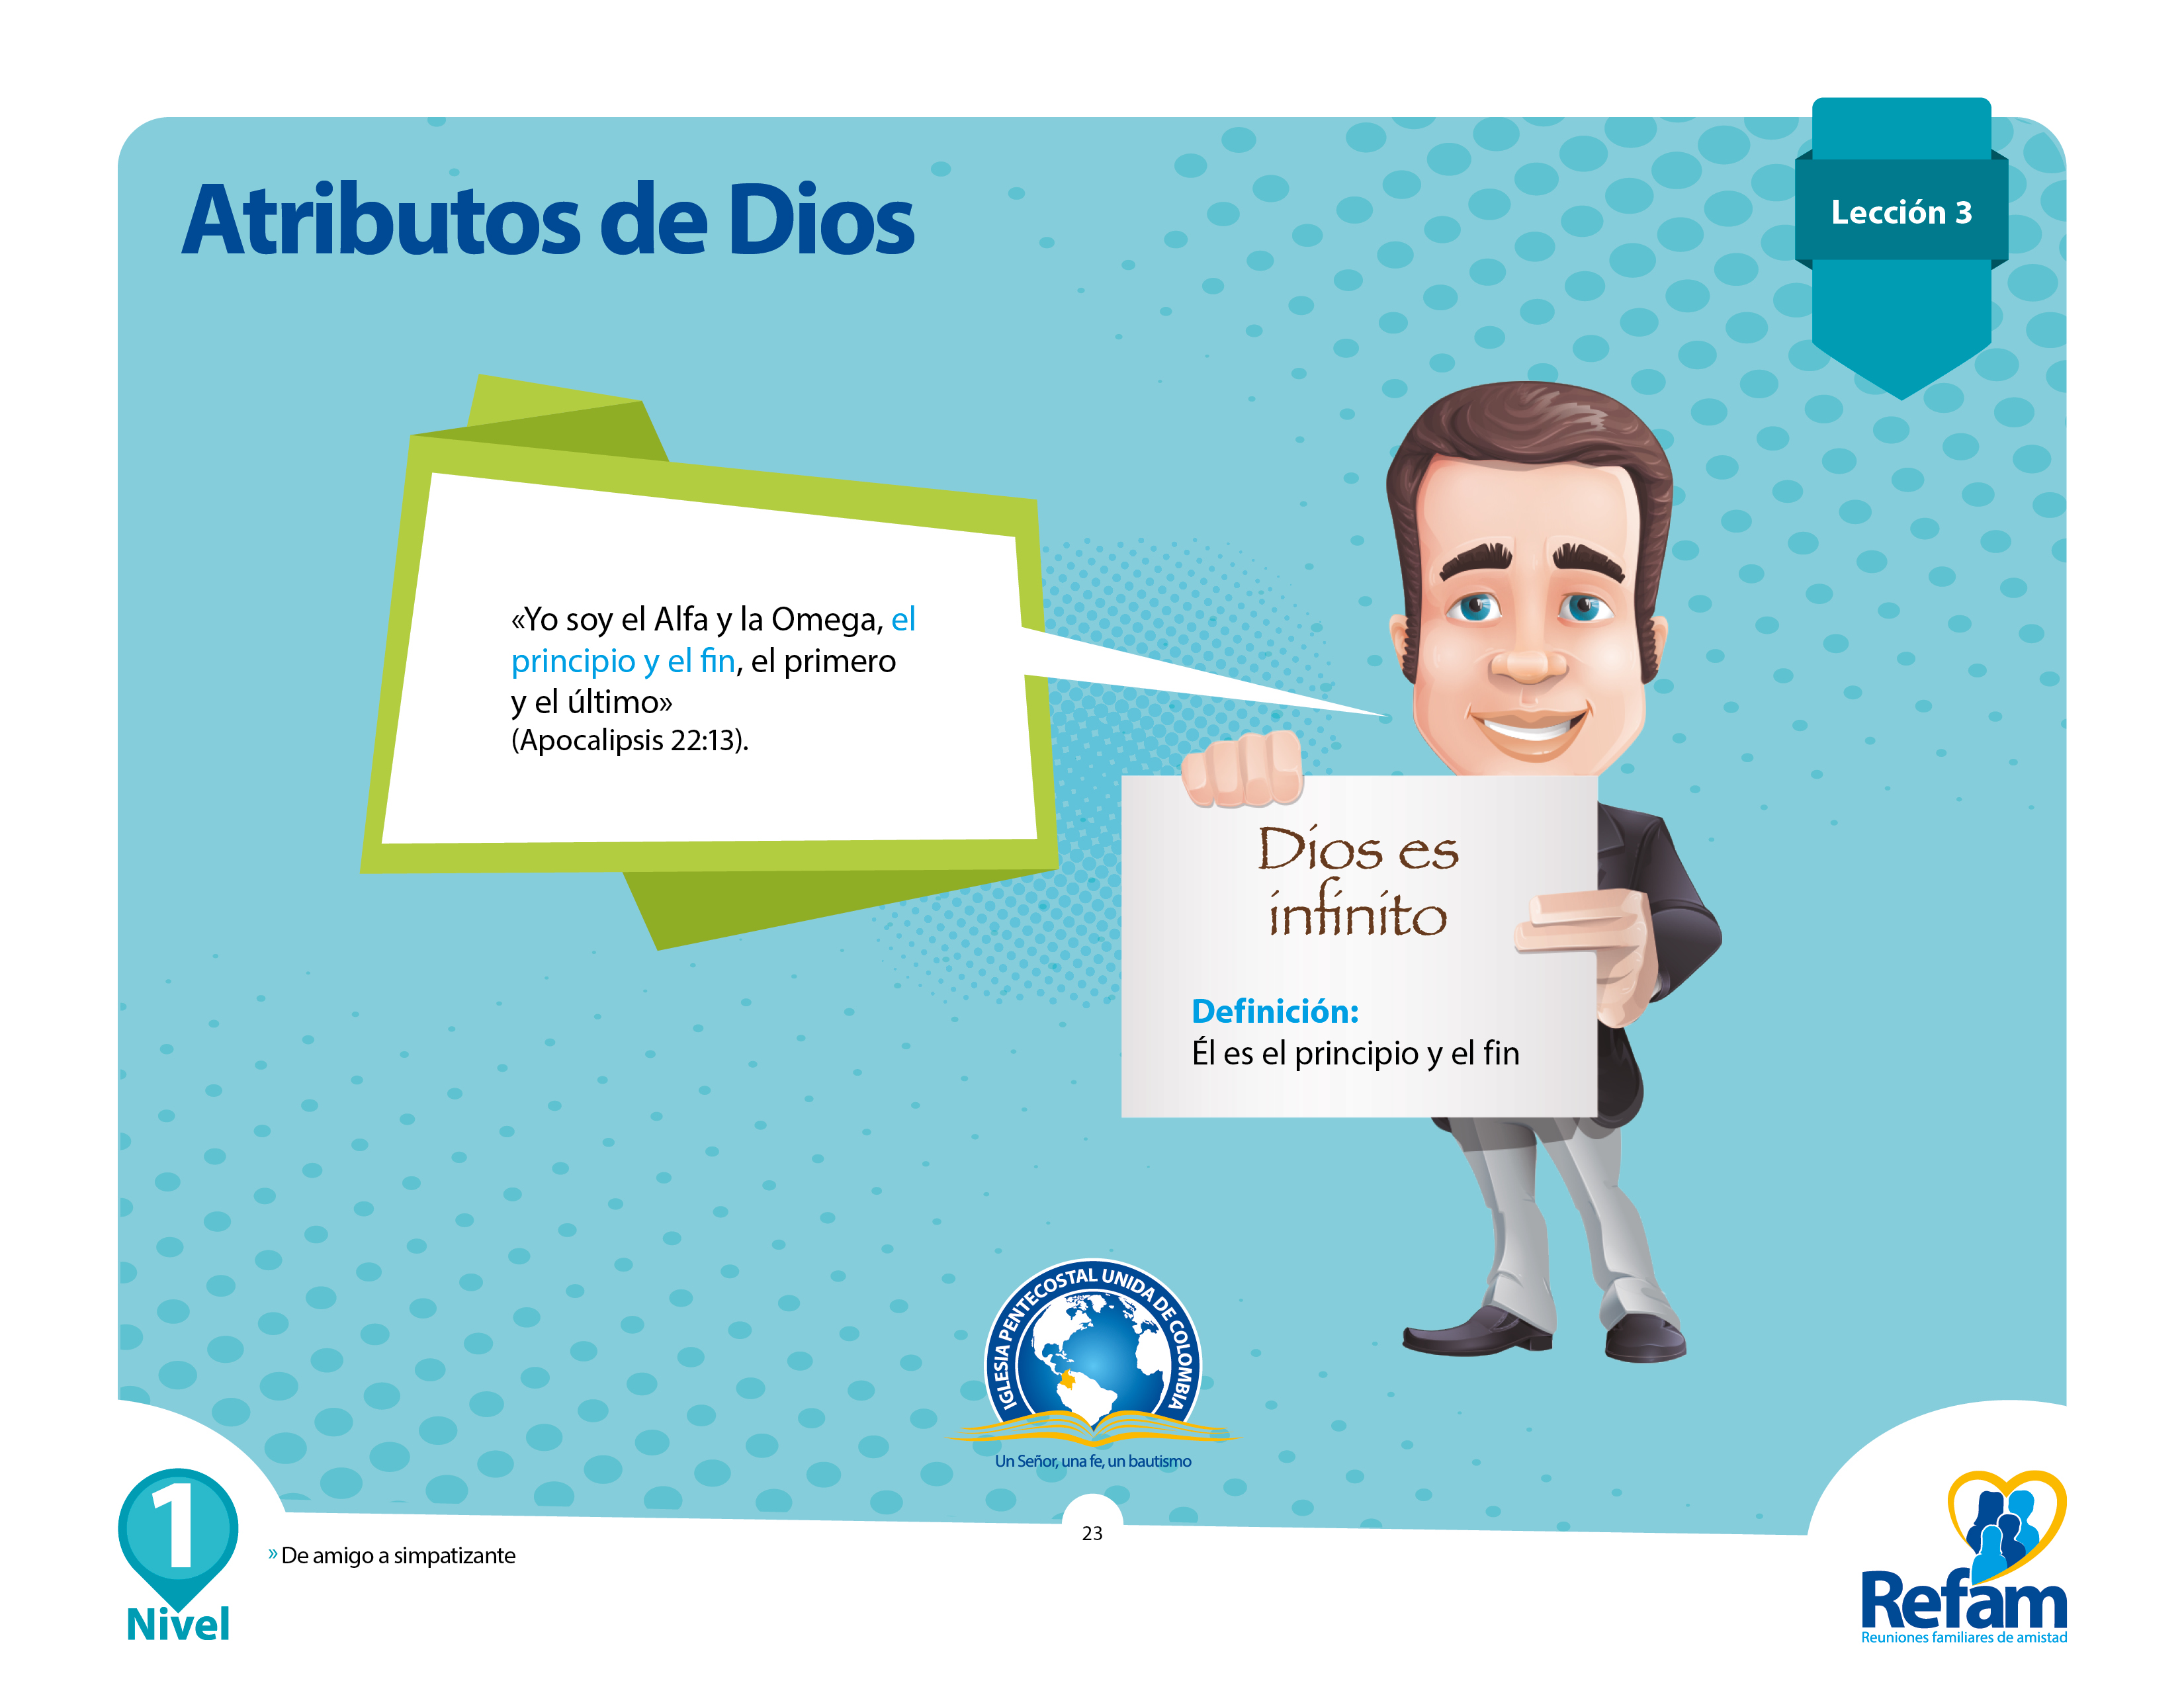 Atributos de Dios
Lección 3
«Yo soy el Alfa y la Omega, el
principio y el fin, el primero
y el último»
(Apocalipsis 22:13).
Dios es
infinito
Definición:
Él es el principio y el fin
IGLESIA PENTECOSTAL UNIDA DE COLOMBIA
Un Señor, una fe, un bautismo
23
1
Nivel
» De amigo a simpatizante
Refam
Reuniones familiares de amistad